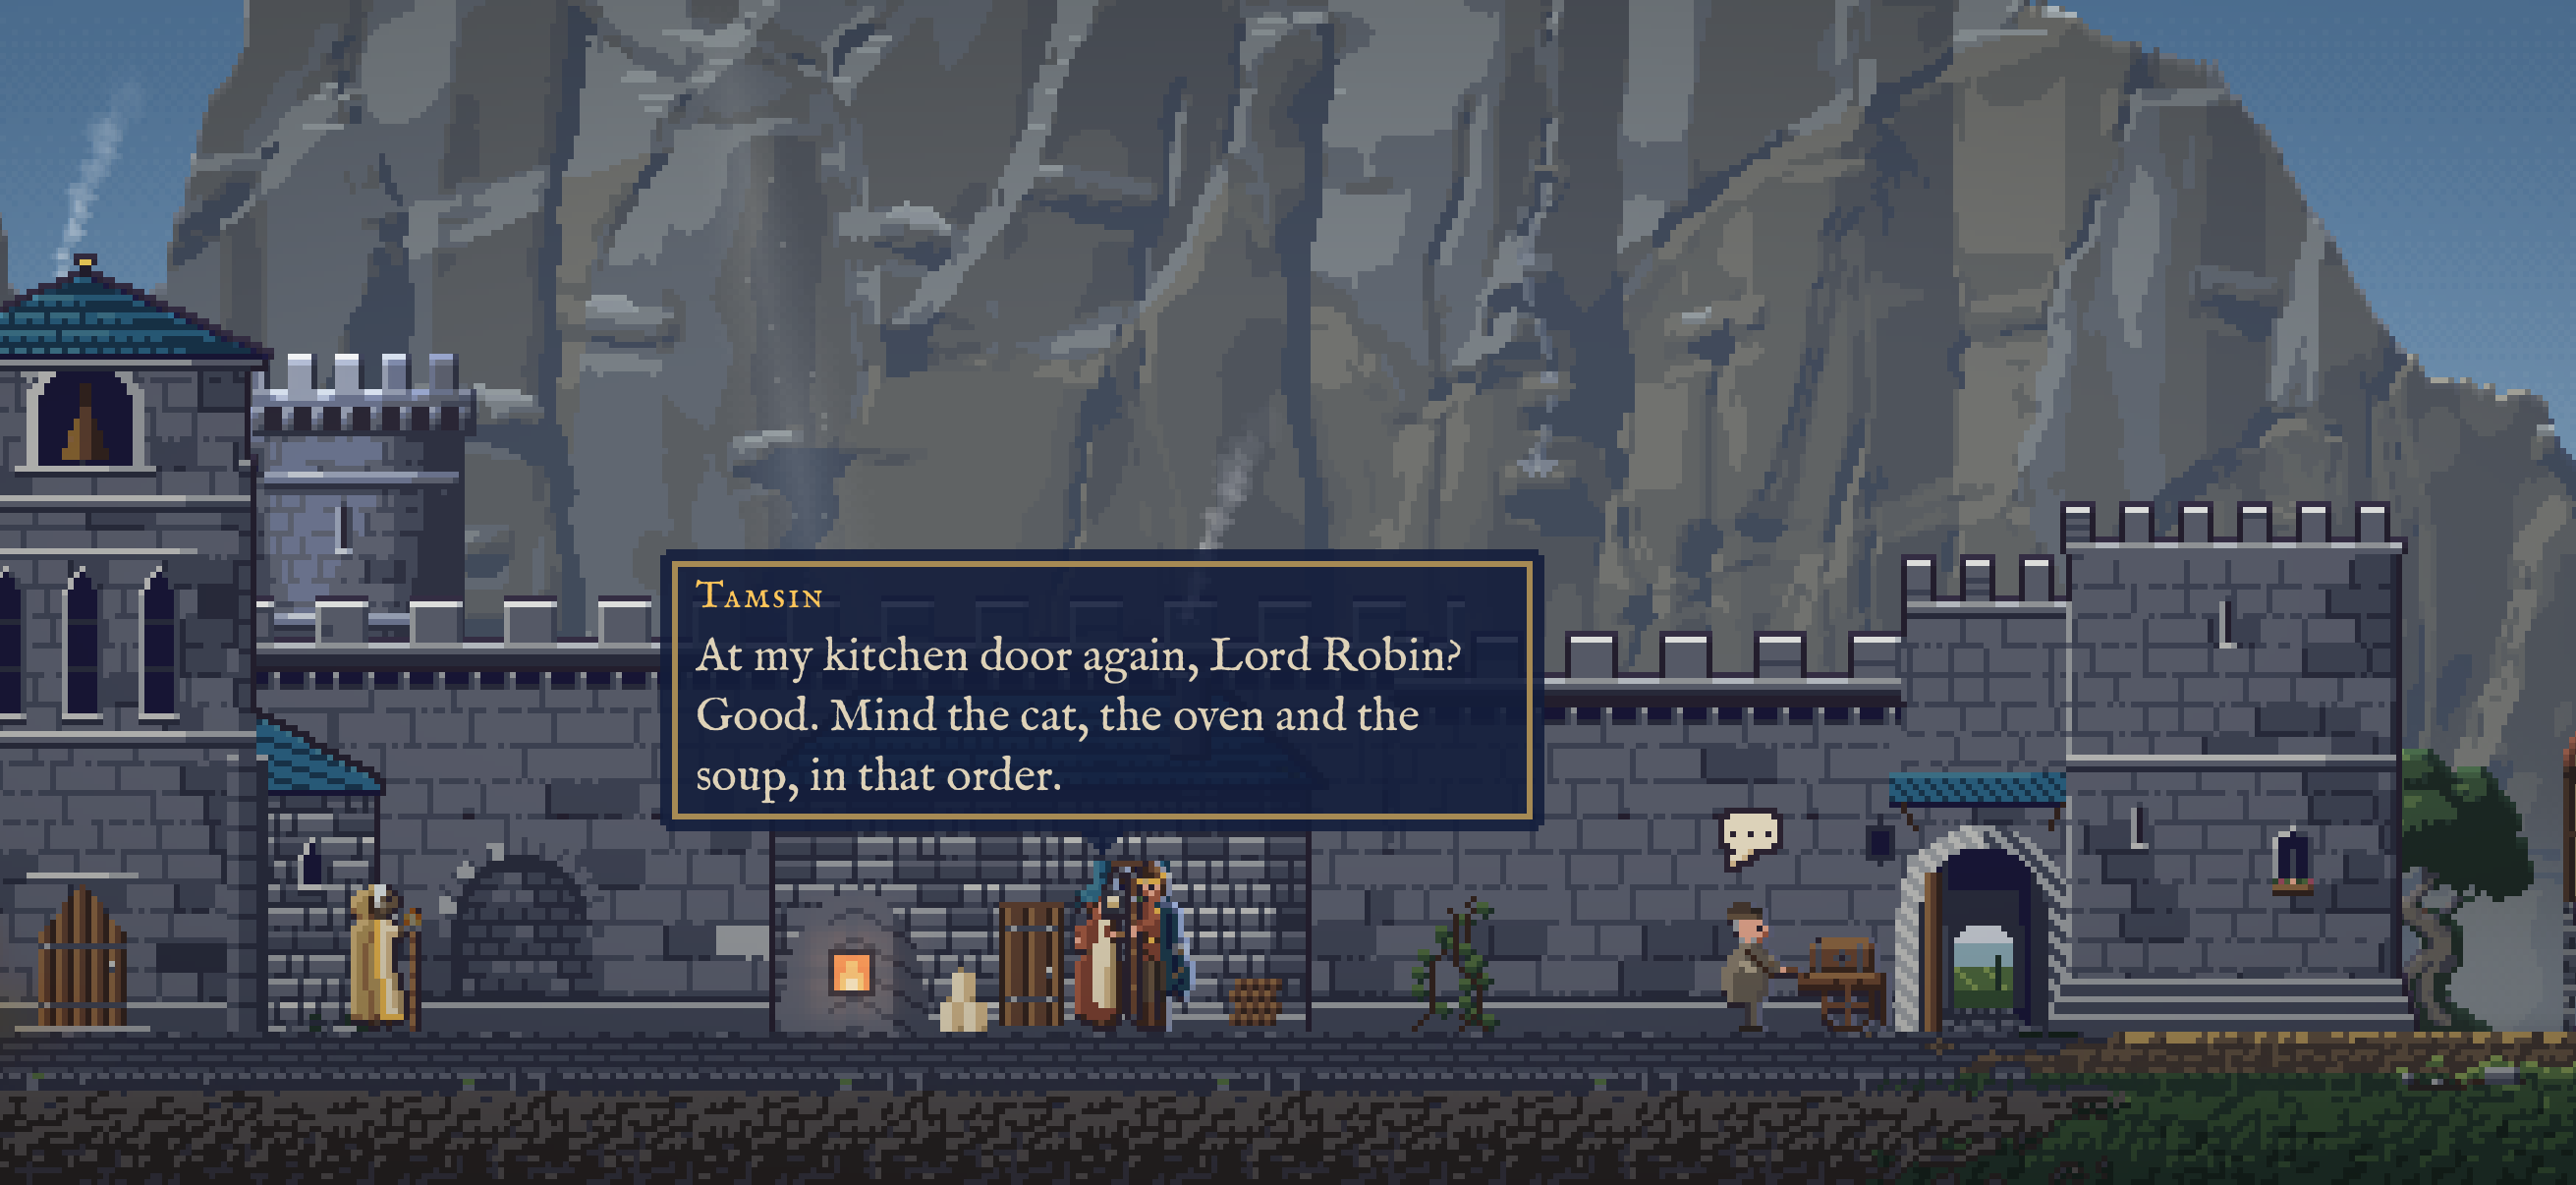 Tamsin
At my kitchen door again, Lord Robin?
Good. Mind the cat, the oven and the
soup, in that order.